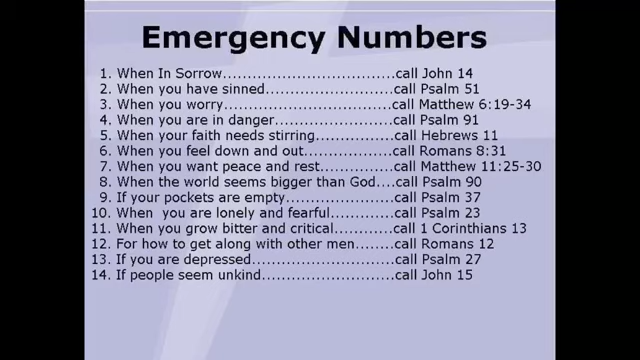 Emergency Numbers
1. When In Sorrow...................................call John 14
2. When you have sinned..........................call Psalm 51
3. When you worry..................................call Matthew 6:19-34
4. When you are in danger........................call Psalm 91
5. When your faith needs stirring................call Hebrews 11
6. When you feel down and out..................call Romans 8:31
7. When you want peace and rest...............call Matthew 11:25-30
8. When the world seems bigger than God....call Psalm 90
9. If your pockets are empty......................call Psalm 37
10. When you are lonely and fearful.............call Psalm 23
11. When you grow bitter and critical............call 1 Corinthians 13
12. For how to get along with other men........call Romans 12
13. If you are depressed.............................call Psalm 27
14. If people seem unkind...........................call John 15